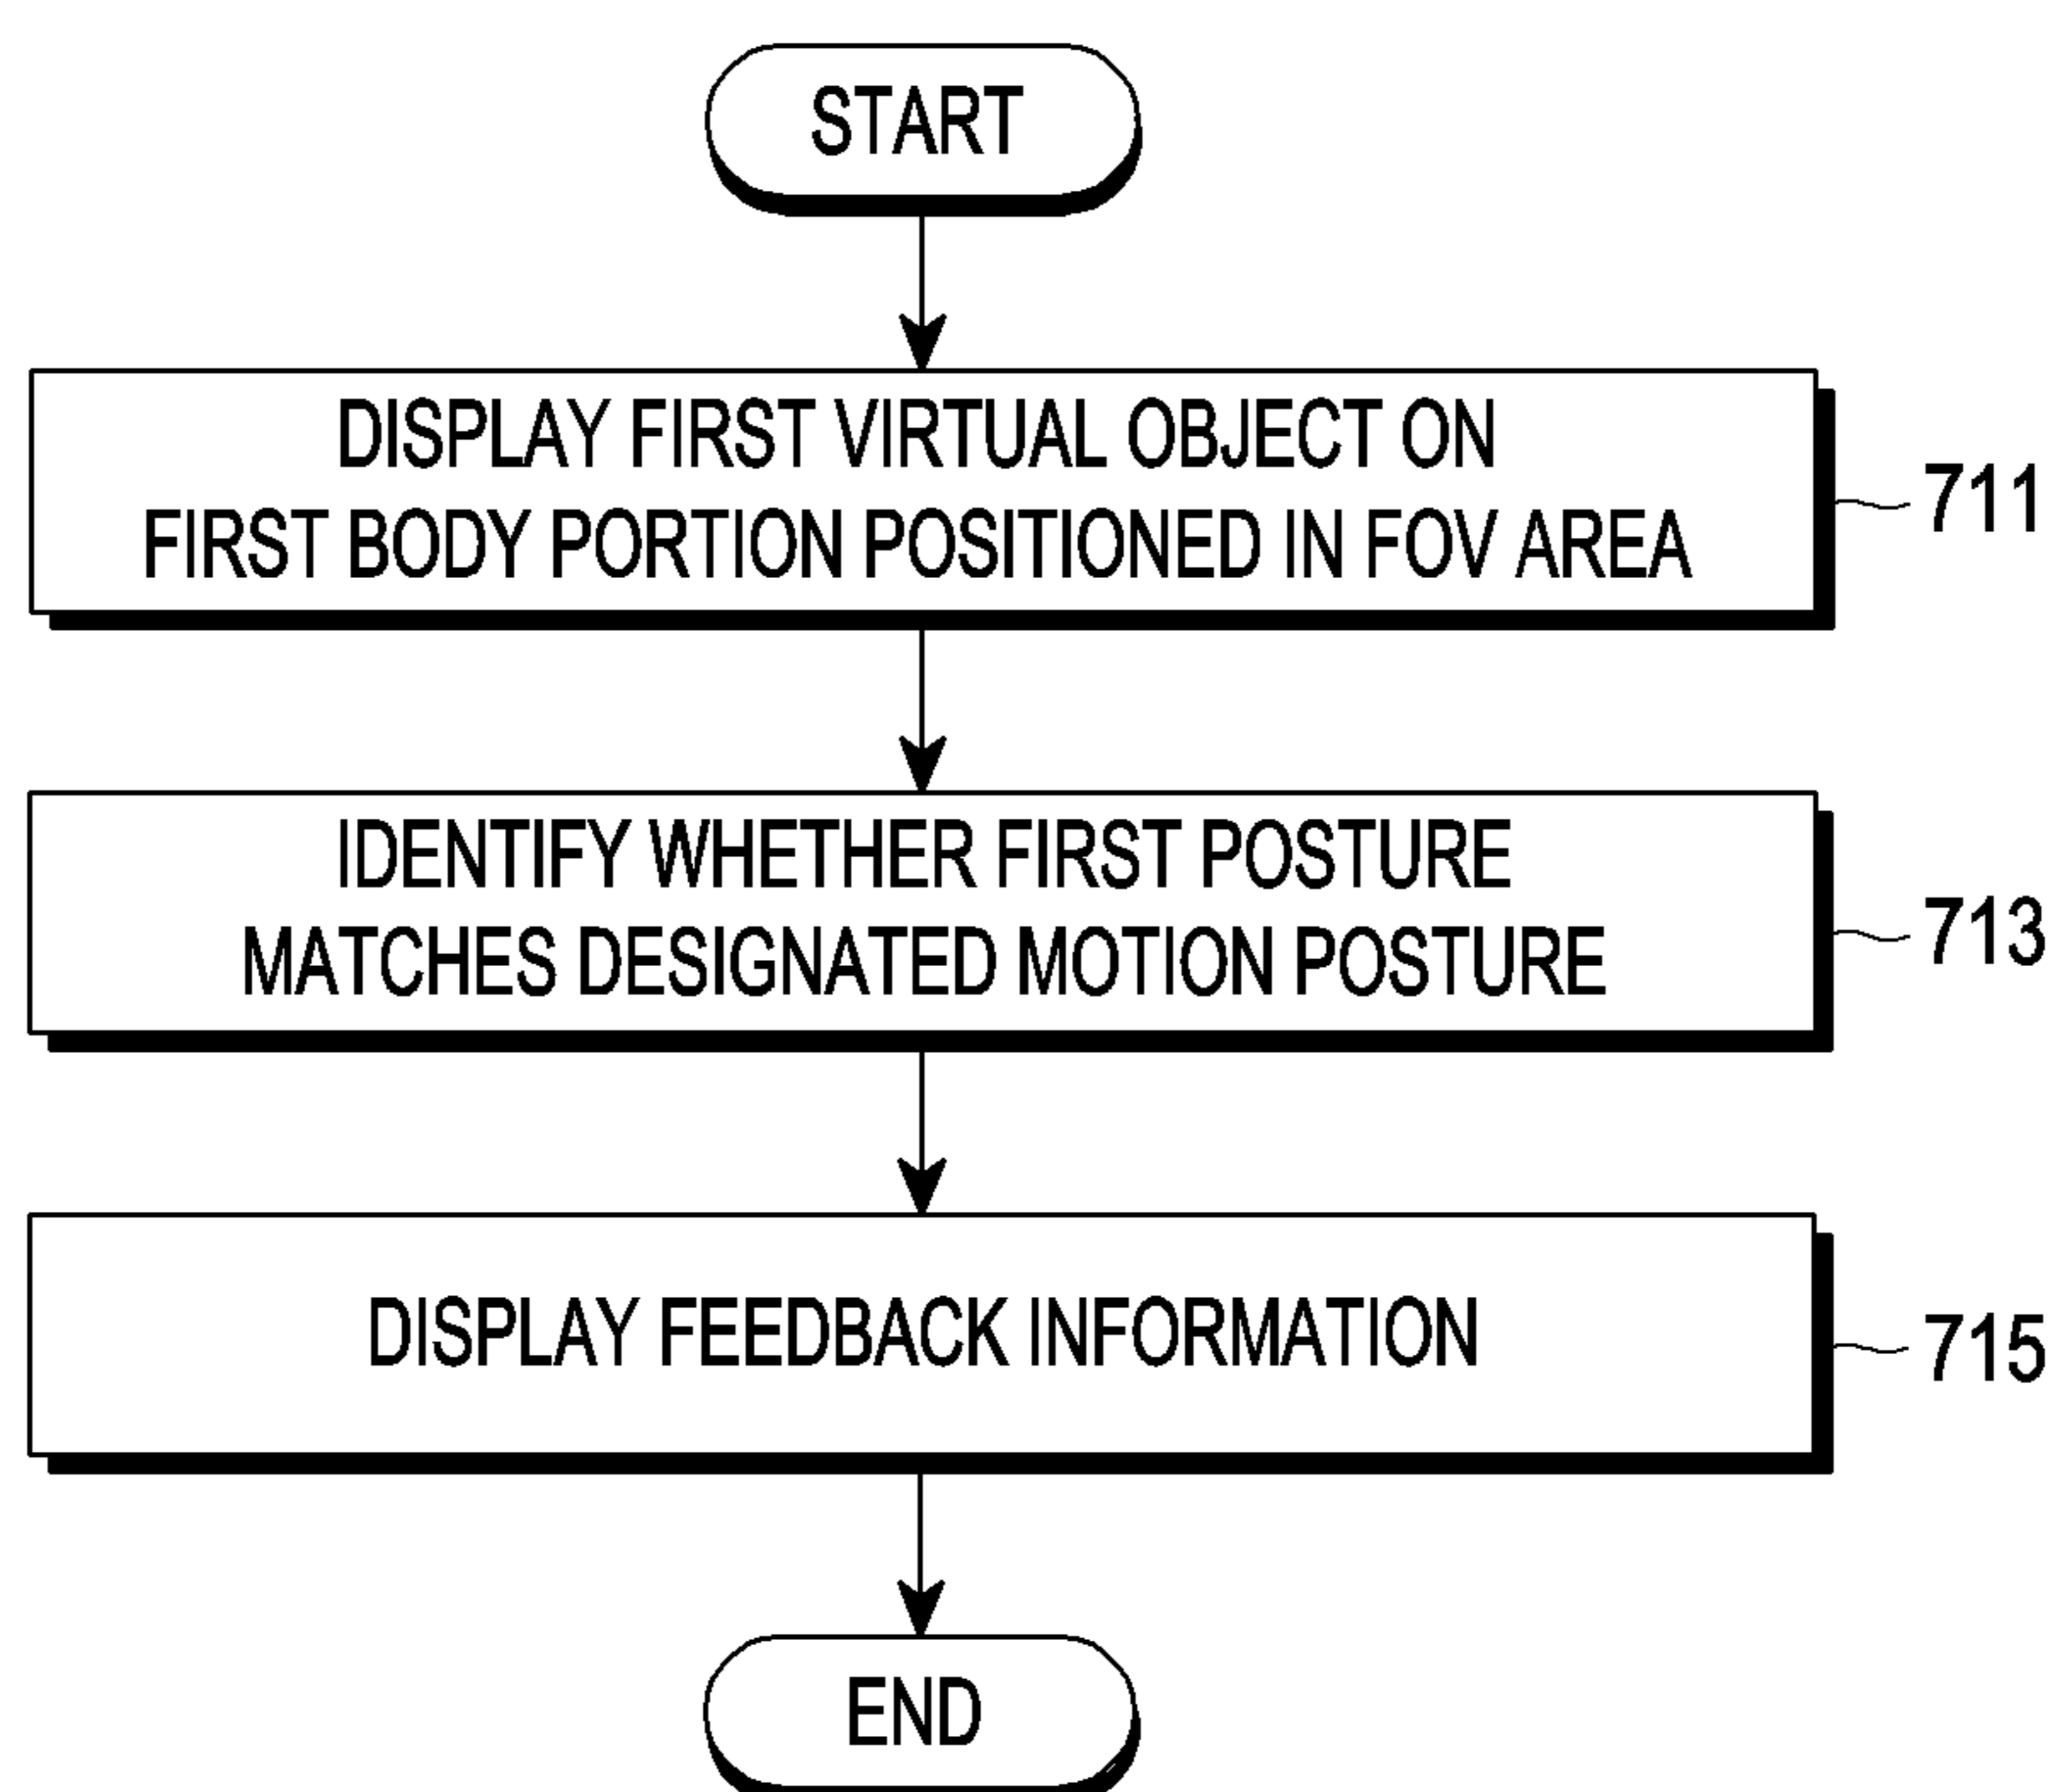 START
DISPLAY FIRST VIRTUAL OBJECT ON
FIRST BODY PORTION POSITIONED IN FOV AREA
711
IDENTIFY WHETHER FIRST POSTURE
MATCHES DESIGNATED MOTION POSTURE
713
DISPLAY FEEDBACK INFORMATION
715
END